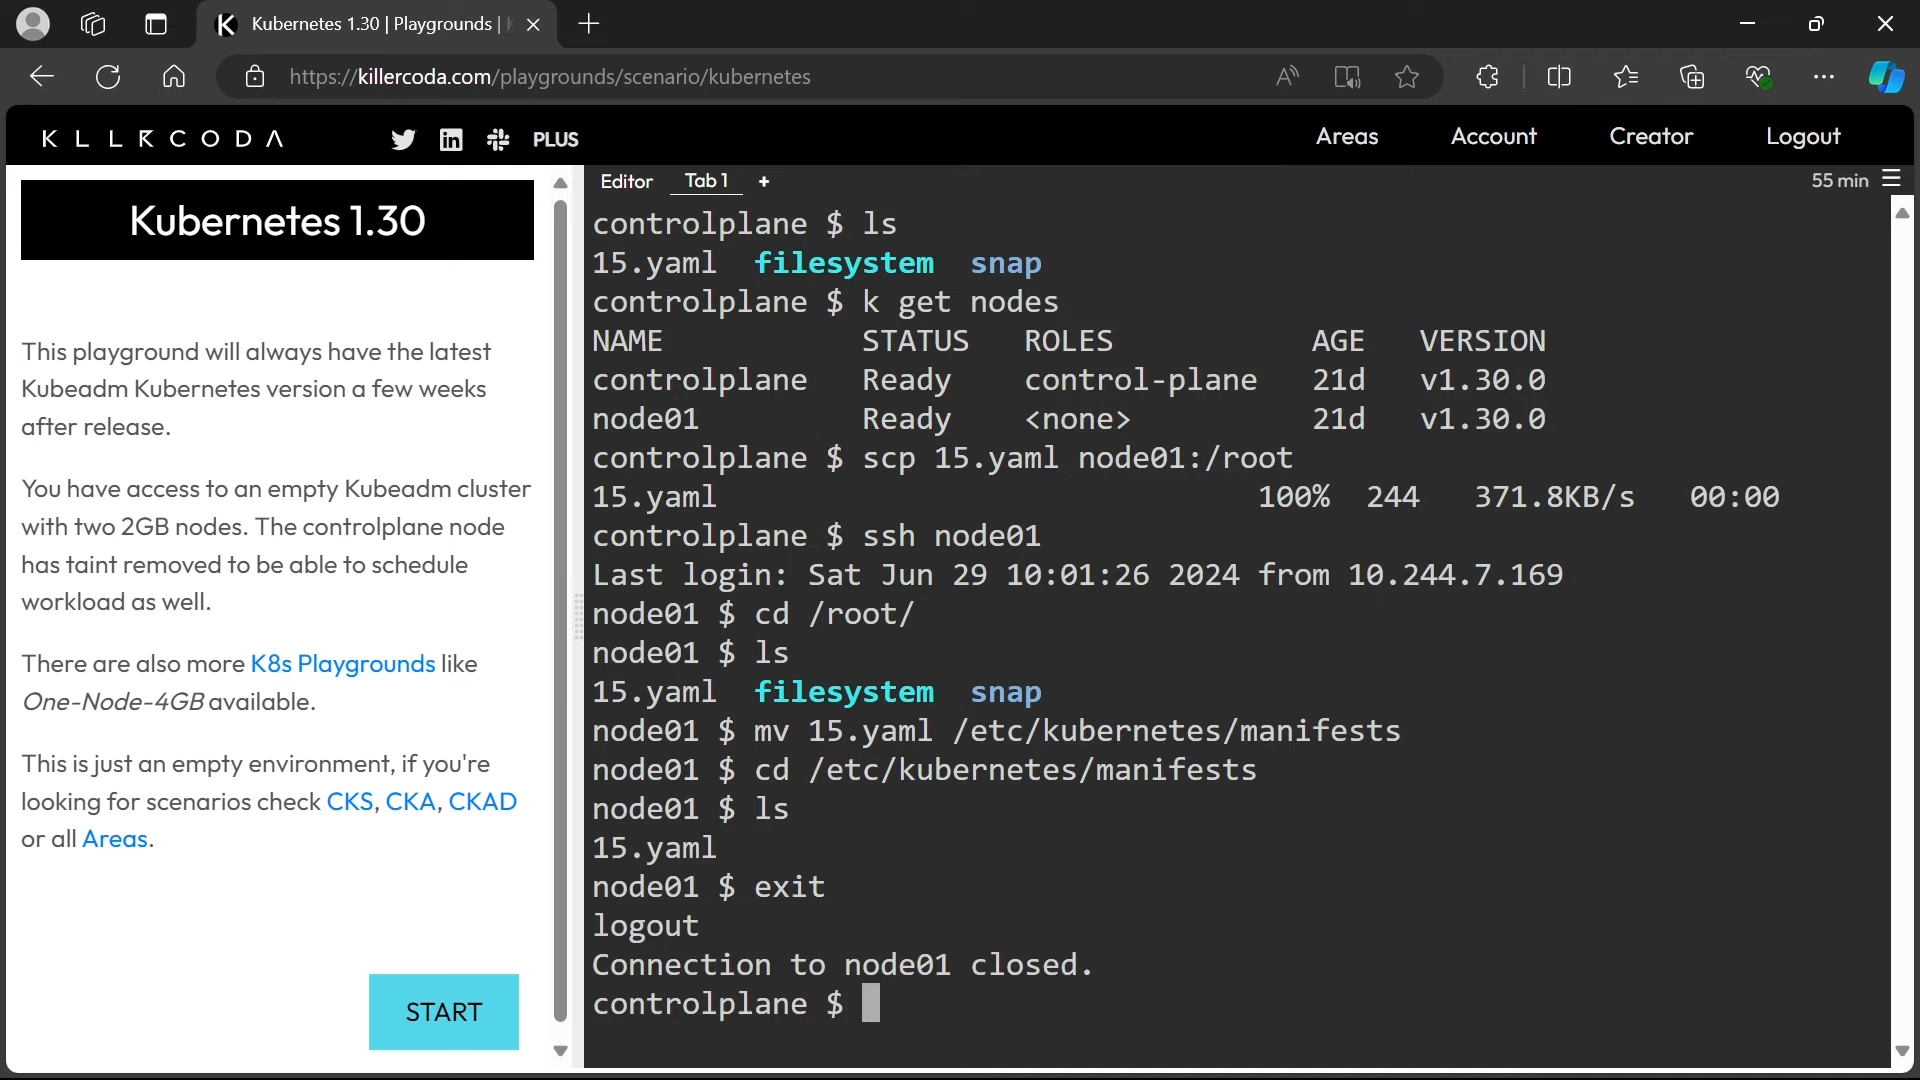 Kubernetes 1.30 | Playgrounds |
https://killercoda.com/playgrounds/scenario/kubernetes
KLLRCODA
PLUS
Areas
Account
Creator
Logout
Kubernetes 1.30
This playground will always have the latest
Kubeadm Kubernetes version a few weeks
after release.
You have access to an empty Kubeadm cluster
with two 2GB nodes. The controlplane node
has taint removed to be able to schedule
workload as well.
There are also more K8s Playgrounds like
One-Node-4GB available.
This is just an empty environment, if you're
looking for scenarios check CKS, CKA, CKAD
or all Areas.
START
Editor Tab 1 +
55 min
controlplane $ ls
15.yaml filesystem snap
controlplane $ k get nodes
NAME STATUS ROLES AGE VERSION
controlplane Ready control-plane 21d v1.30.0
node01 Ready <none> 21d v1.30.0
controlplane $ scp 15.yaml node01:/root
15.yaml 100% 244 371.8KB/s 00:00
controlplane $ ssh node01
Last login: Sat Jun 29 10:01:26 2024 from 10.244.7.169
node01 $ cd /root/
node01 $ ls
15.yaml filesystem snap
node01 $ mv 15.yaml /etc/kubernetes/manifests
node01 $ cd /etc/kubernetes/manifests
node01 $ ls
15.yaml
node01 $ exit
logout
Connection to node01 closed.
controlplane $